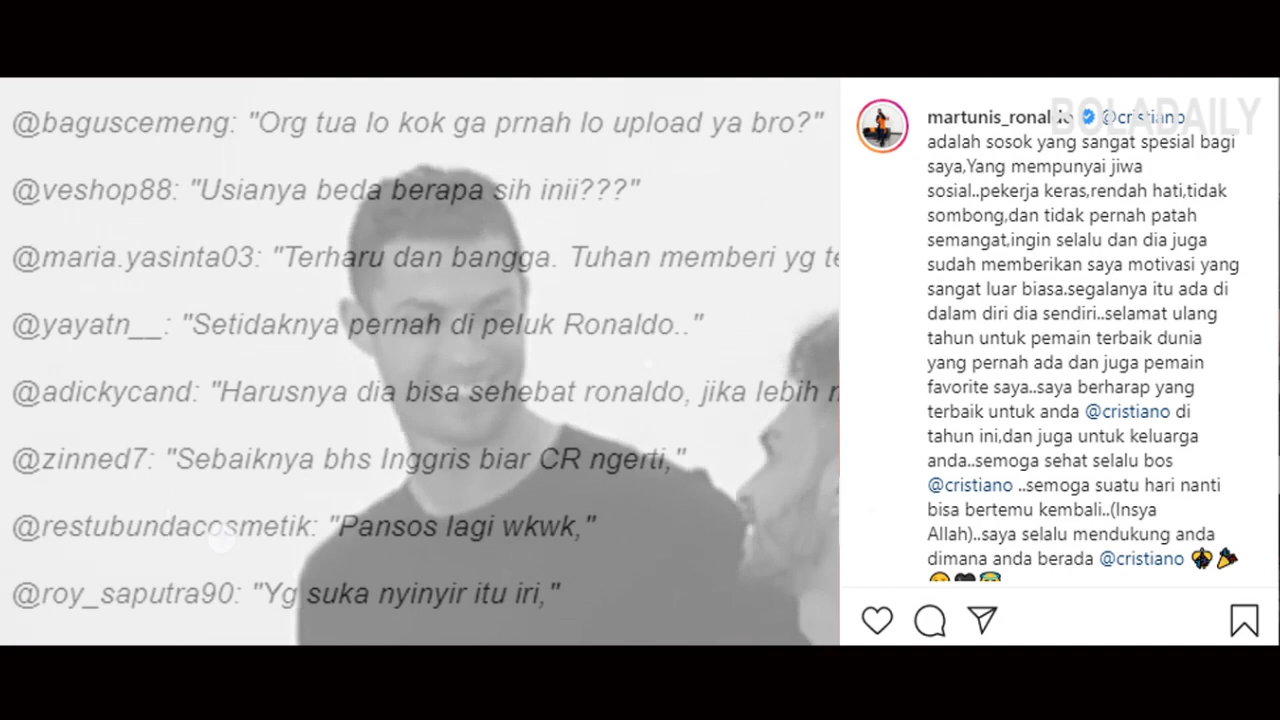 @baguscemeng: "Org tua lo kok ga prnah lo upload ya bro?"
@veshop88: "Usianya beda berapa sih inii???"
@maria.yasinta03: "Terharu dan bangga. Tuhan memberi yg
@yayatn__: "Setidaknya pernah di peluk Ronaldo.."
@adickycand: "Harusnya dia bisa sehebat ronaldo, jika lebih
@zinned7: "Sebaiknya bhs Inggris biar CR ngerti,"
@restubundacosmetik: "Pansos lagi wkwk,"
@roy_saputra90: "Yg suka nyinyir itu iri,"
BOLADAILY
martunis_ronaldo @cristiano
adalah sosok yang sangat spesial bagi
saya,Yang mempunyai jiwa
sosial..pekerja keras,rendah hati,tidak
sombong,dan tidak pernah patah
semangat,ingin selalu dan dia juga
sudah memberikan saya motivasi yang
sangat luar biasa.segalanya itu ada di
dalam diri dia sendiri..selamat ulang
tahun untuk pemain terbaik dunia
yang pernah ada dan juga pemain
favorite saya..saya berharap yang
terbaik untuk anda @cristiano di
tahun ini,dan juga untuk keluarga
anda..semoga sehat selalu bos
@cristiano ..semoga suatu hari nanti
bisa bertemu kembali..(Insya
Allah)..saya selalu mendukung anda
dimana anda berada @cristiano